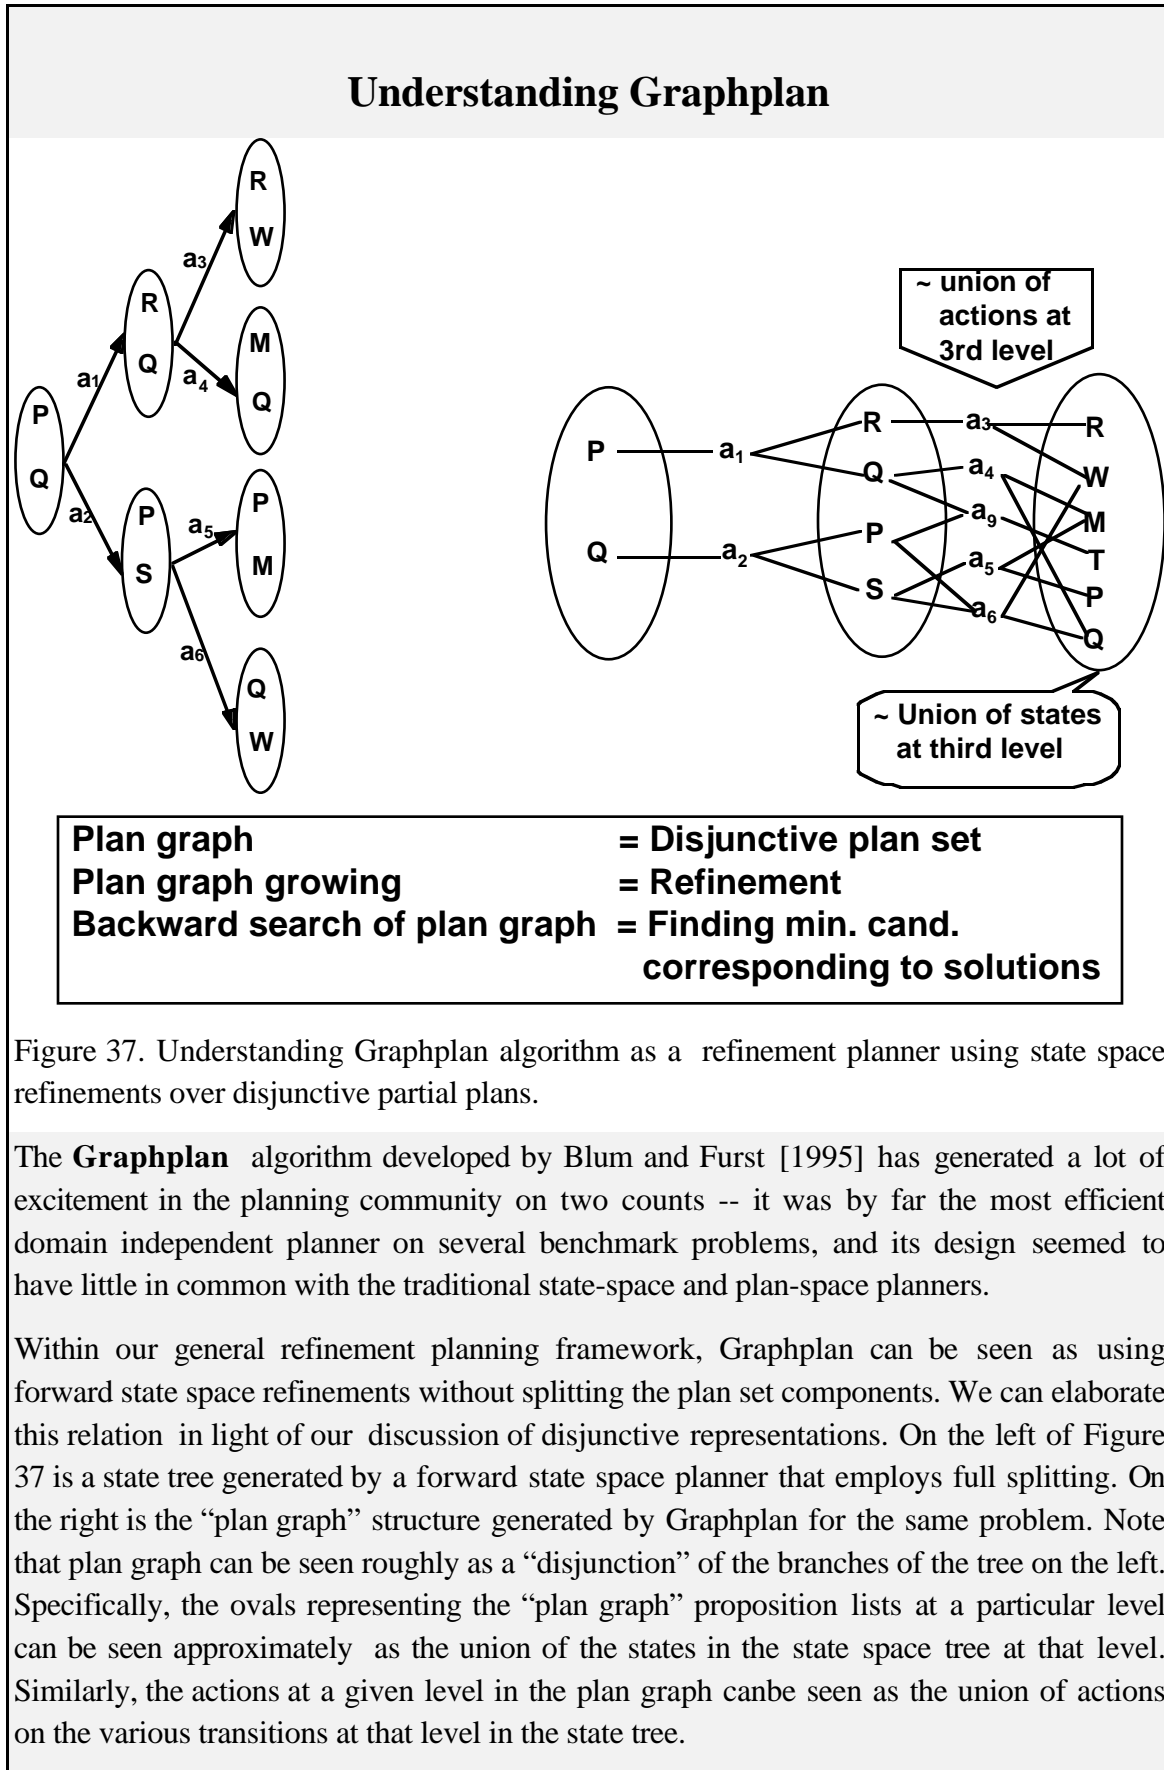 Understanding Graphplan
R
W
a3
R
Q
a1
a4
M
Q
P
Q
a2
P
S
a5
P
M
a6
Q
W
~ union of
actions at
3rd level
P
Q
a1
a2
R
Q
P
S
a3
a4
a9
a5
a6
R
W
M
T
P
Q
~ Union of states
at third level
Plan graph = Disjunctive plan set
Plan graph growing = Refinement
Backward search of plan graph = Finding min. cand.
corresponding to solutions
Figure 37. Understanding Graphplan algorithm as a refinement planner using state space
refinements over disjunctive partial plans.
The Graphplan algorithm developed by Blum and Furst [1995] has generated a lot of
excitement in the planning community on two counts -- it was by far the most efficient
domain independent planner on several benchmark problems, and its design seemed to
have little in common with the traditional state-space and plan-space planners.
Within our general refinement planning framework, Graphplan can be seen as using
forward state space refinements without splitting the plan set components. We can elaborate
this relation in light of our discussion of disjunctive representations. On the left of Figure
37 is a state tree generated by a forward state space planner that employs full splitting. On
the right is the “plan graph” structure generated by Graphplan for the same problem. Note
that plan graph can be seen roughly as a “disjunction” of the branches of the tree on the left.
Specifically, the ovals representing the “plan graph” proposition lists at a particular level
can be seen approximately as the union of the states in the state space tree at that level.
Similarly, the actions at a given level in the plan graph canbe seen as the union of actions
on the various transitions at that level in the state tree.